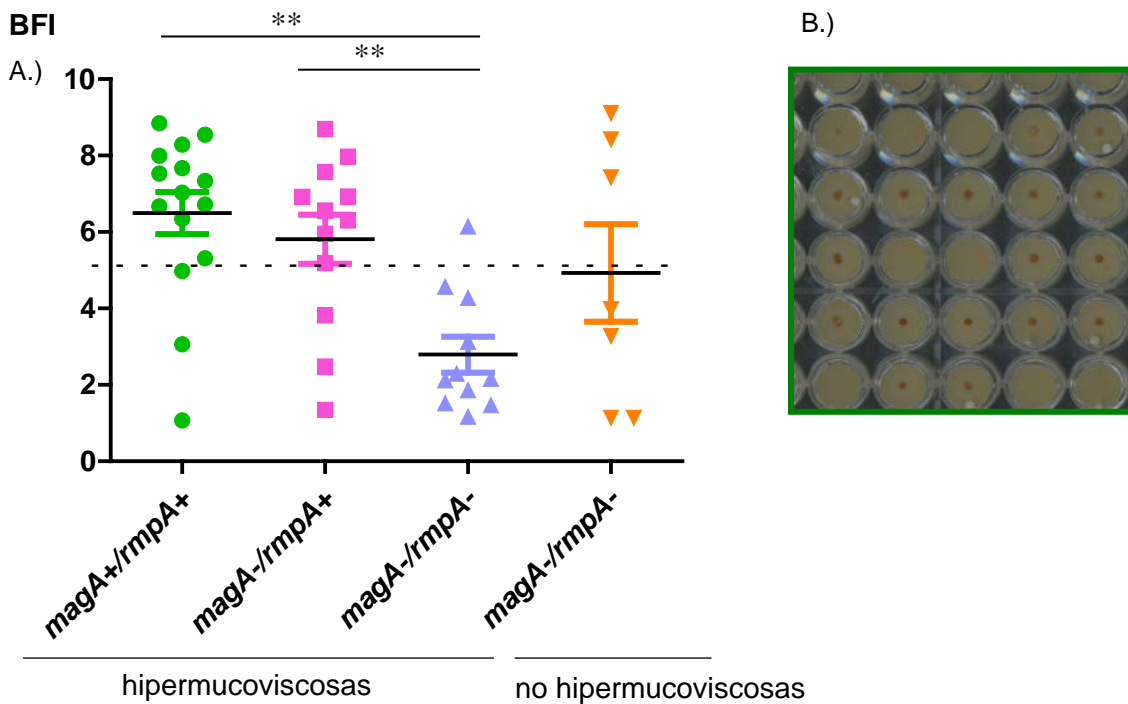 BFI
A.)
**
**
10
8
6
4
2
0
magA+/rmpA+
magA-/rmpA+
magA-/rmpA-
magA-/rmpA-
hipermucoviscosas
no hipermucoviscosas
B.)